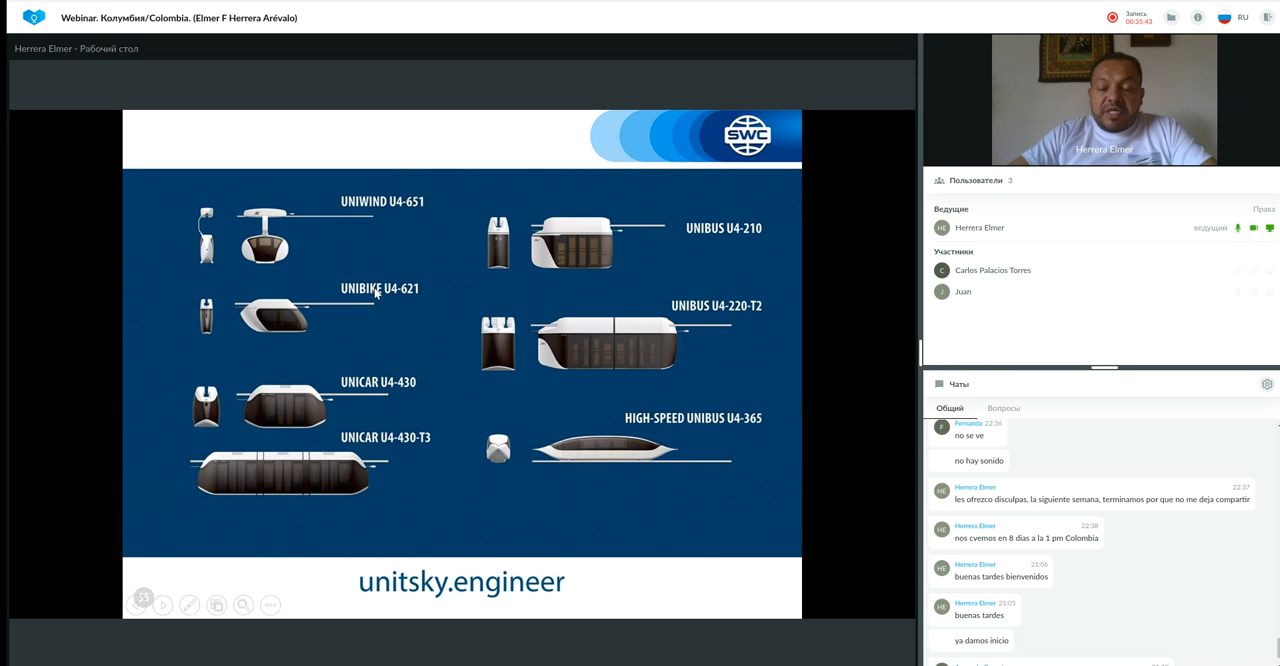 Webinar. Колумбия/Colombia. (Elmer F Herrera Arévalo)
Запись
00:35:43
RU
Herrera Elmer - Рабочий стол
SWC
UNIWIND U4-651
UNIBIKE U4-621
UNICAR U4-430
UNICAR U4-430-T3
UNIBUS U4-210
UNIBUS U4-220-T2
HIGH-SPEED UNIBUS U4-365
unitsky.engineer
Herrera Elmer
Пользователи 3
Ведущие Права
HE Herrera Elmer ведущий
Участники
C Carlos Palacios Torres
J Juan
Чаты
Общий Вопросы
F Fernanda 22:36
no se ve
no hay sonido
HE Herrera Elmer 22:37
les ofrezco disculpas, la siguiente semana, terminamos por que no me deja compartir
HE Herrera Elmer 22:38
nos cvemos en 8 dias a la 1 pm Colombia
HE Herrera Elmer 21:06
buenas tardes bienvenidos
HE Herrera Elmer 21:05
buenas tardes
ya damos inicio